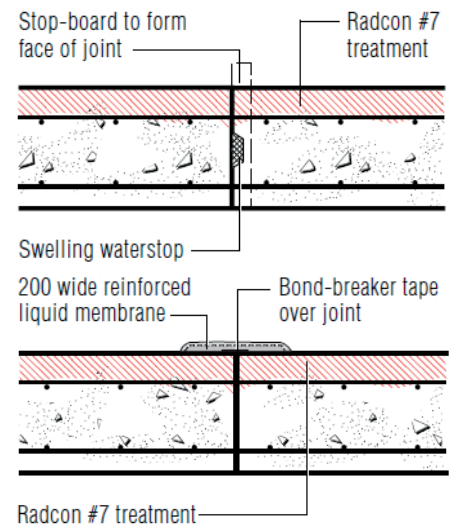 Stop-board to form
face of joint
Radcon #7
treatment
Swelling waterstop
200 wide reinforced
liquid membrane
Bond-breaker tape
over joint
Radcon #7 treatment